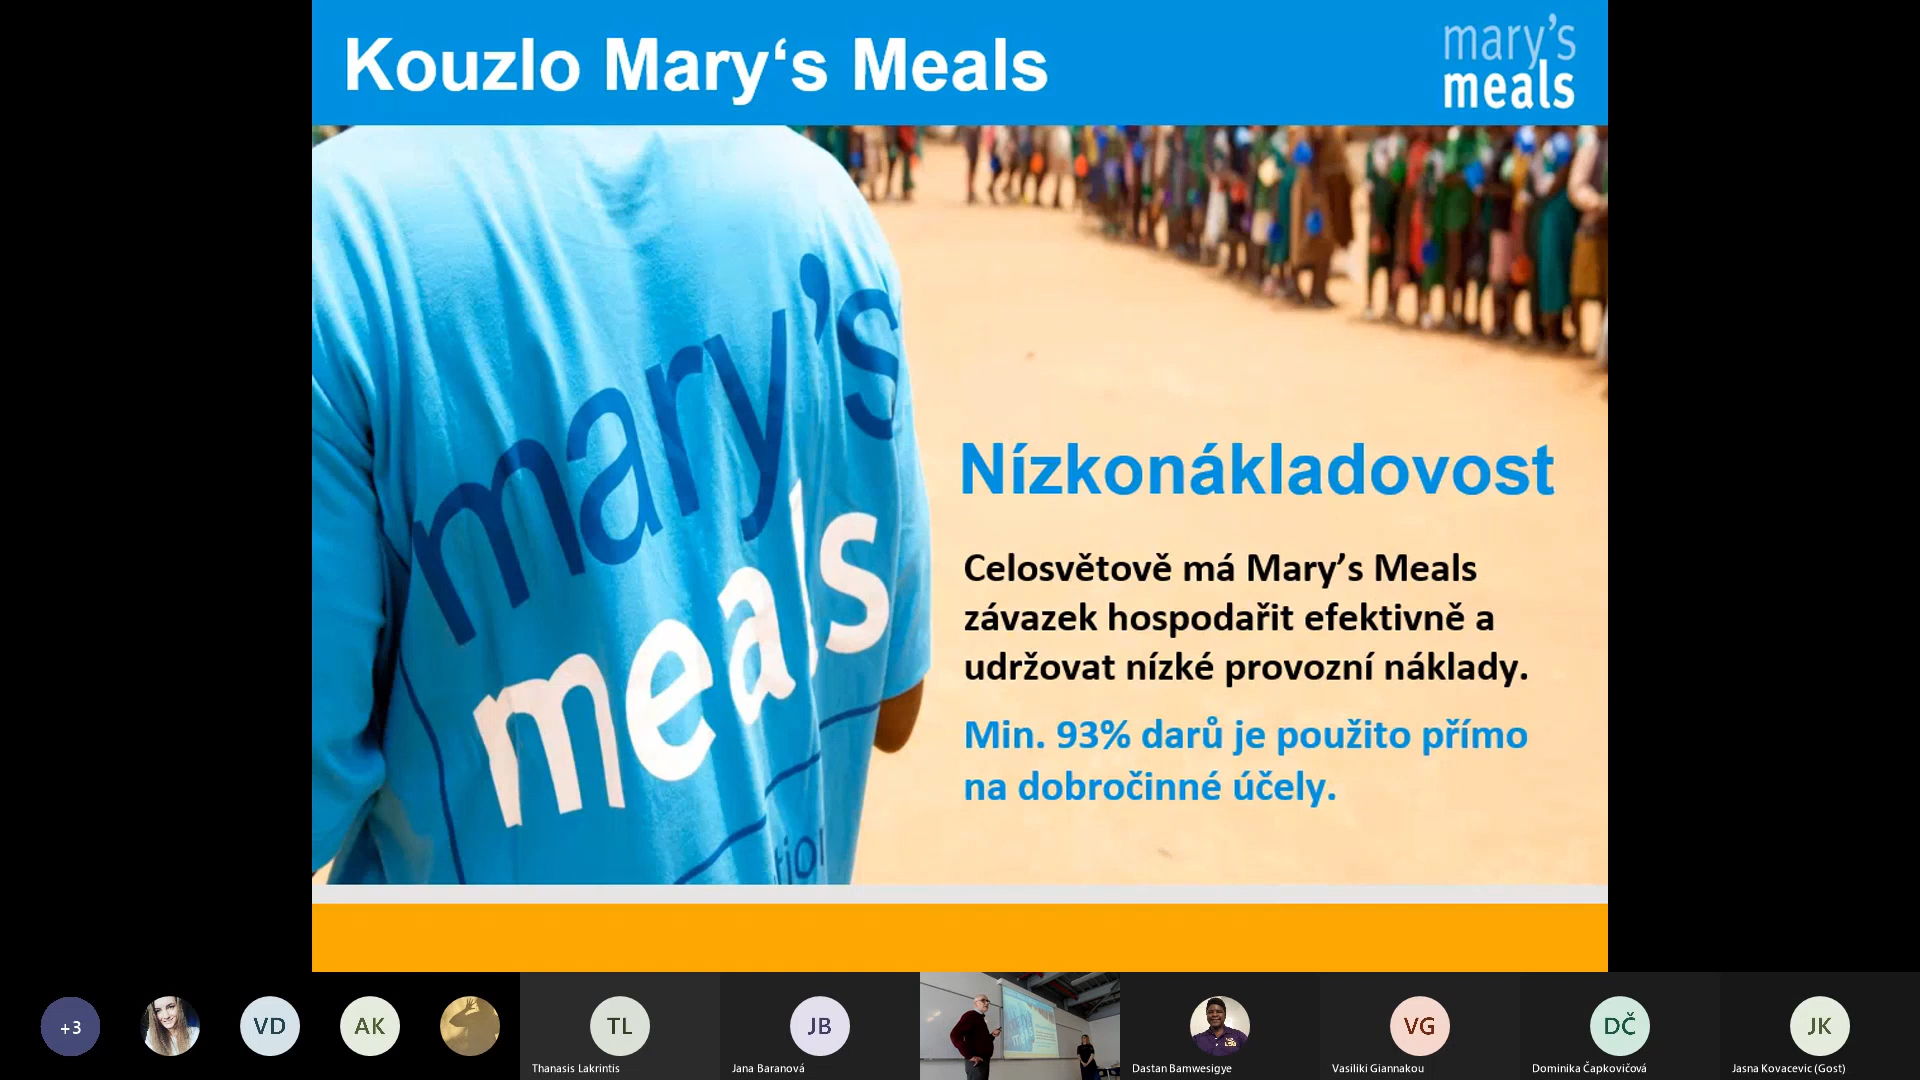 Kouzlo Mary‘s Meals
mary’s
meals
mary’s
meals
Nízkonákladovost
Celosvětově má Mary’s Meals
závazek hospodařit efektivně a
udržovat nízké provozní náklady.
Min. 93% darů je použito přímo
na dobročinné účely.
+3
VD
AK
TL
JB
VG
DČ
JK
Thanasis Lakrintis
Jana Baranová
Dastan Bamwesigye
Vasiliki Giannakou
Dominika Čapkovičová
Jasna Kovacevic (Gost)